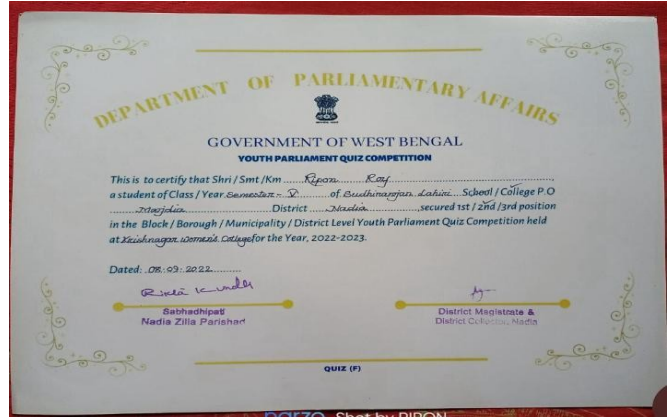 DEPARTMENT OF PARLIAMENTARY AFFAIRS
GOVERNMENT OF WEST BENGAL
YOUTH PARLIAMENT QUIZ COMPETITION
This is to certify that Shri / Smt /Km Ripon Roy
a student of Class / Year Semester - V of Sudhiranjan Lahiri School / College P.O
Majdia District Nadia ,secured 1st / 2nd /3rd position
in the Block / Borough / Municipality / District Level Youth Parliament Quiz Competition held
at Krishnagar Women's College for the Year, 2022-2023.
Dated: 08-09-2022
Rikta Kundu
Sabhadhipati
Nadia Zilla Parishad
District Magistrate &
District Collector, Nadia
QUIZ (F)
narzo Shot by RIPON